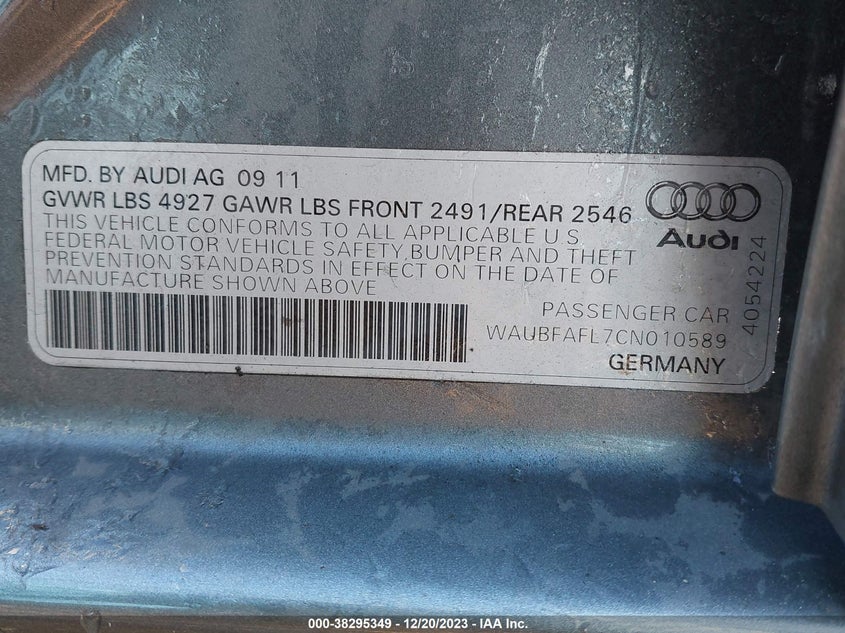 MFD. BY AUDI AG 09 11
GVWR LBS 4927 GAWR LBS FRONT 2491/REAR 2546
THIS VEHICLE CONFORMS TO ALL APPLICABLE U.S.
FEDERAL MOTOR VEHICLE SAFETY, BUMPER AND THEFT
PREVENTION STANDARDS IN EFFECT ON THE DATE OF
MANUFACTURE SHOWN ABOVE
Audi
PASSENGER CAR
WAUBFAFL7CN010589
GERMANY
4054224
000-38295349 | 12/20/2023 - IAA Inc.